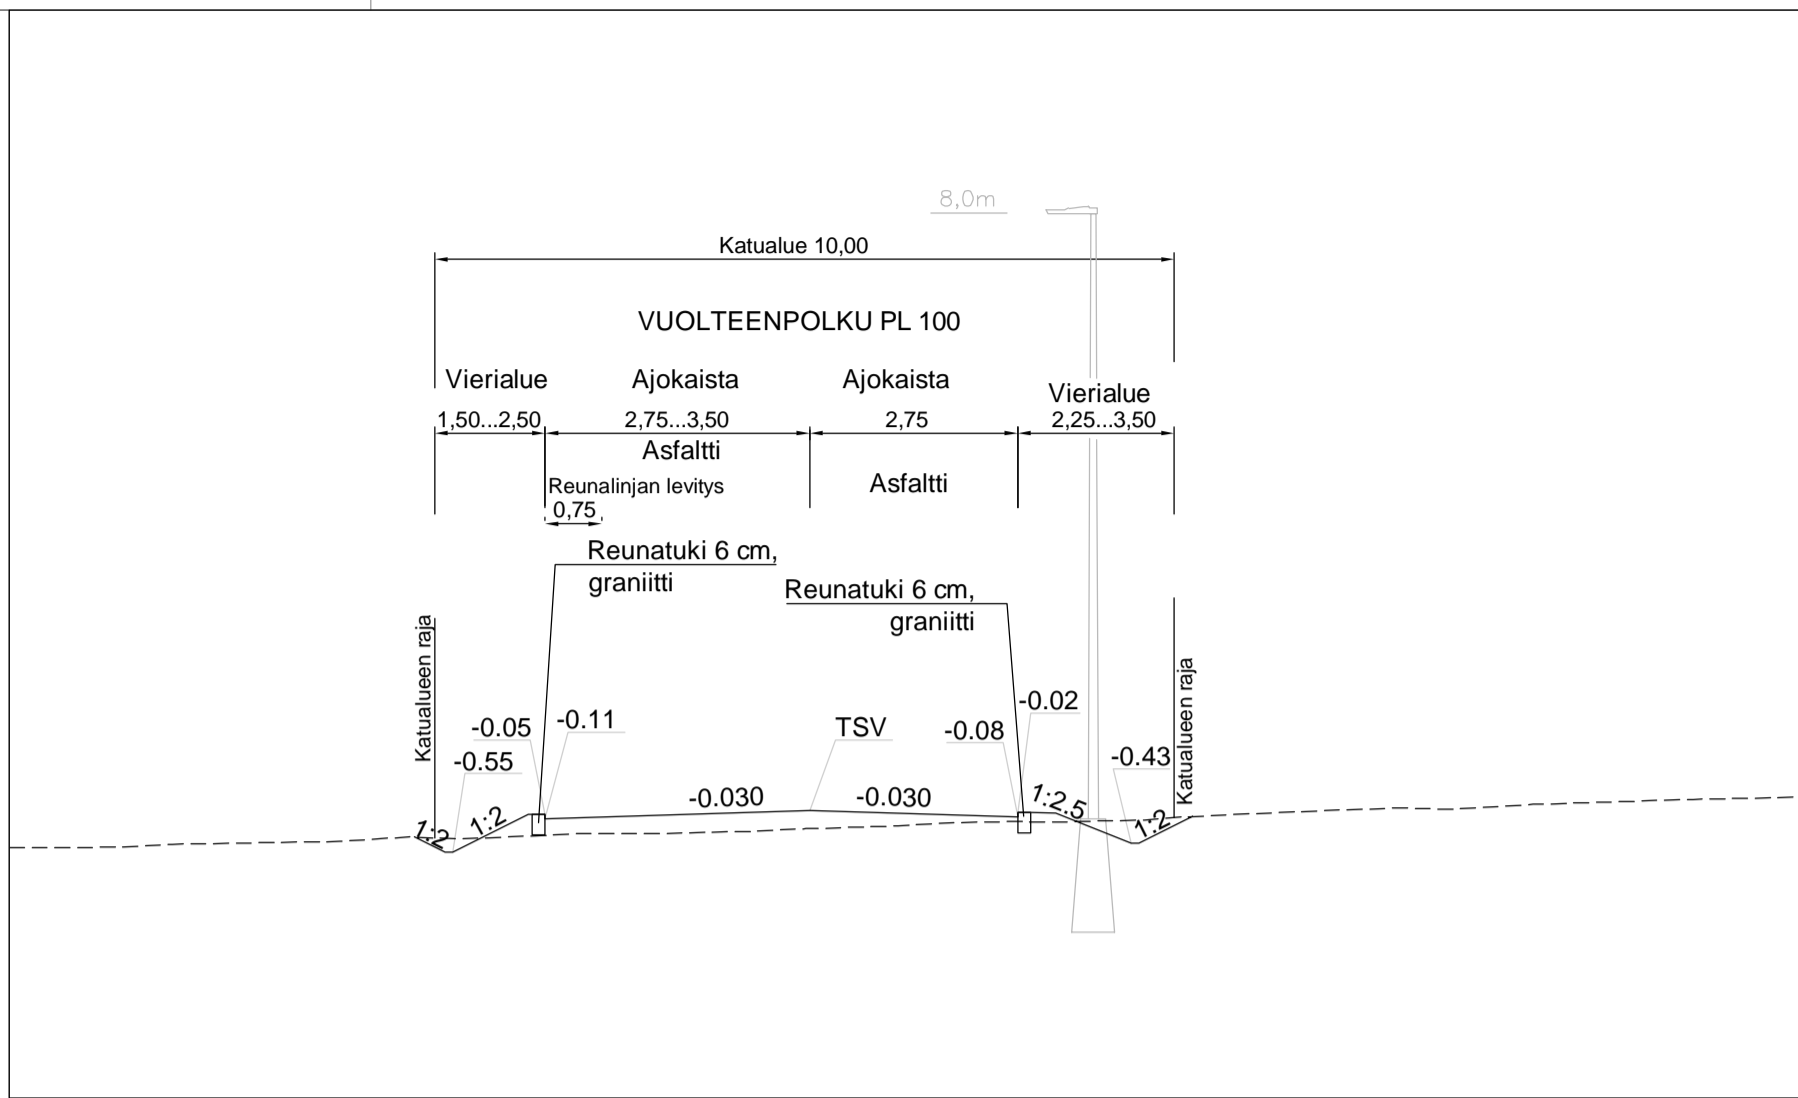 8,0m
Katualue 10,00
VUOLTEENPOLKU PL 100
Vierialue
Ajokaista
Ajokaista
Vierialue
1,50...2,50
2,75...3,50
2,75
2,25...3,50
Asfaltti
Asfaltti
Reunalinjan levitys
0,75
Reunatuki 6 cm,
graniitti
Reunatuki 6 cm,
graniitti
Katualueen raja
Katualueen raja
-0.05
-0.11
TSV
-0.08
-0.02
-0.55
-0.43
1:2
1:2
-0.030
-0.030
1:2.5
1:2